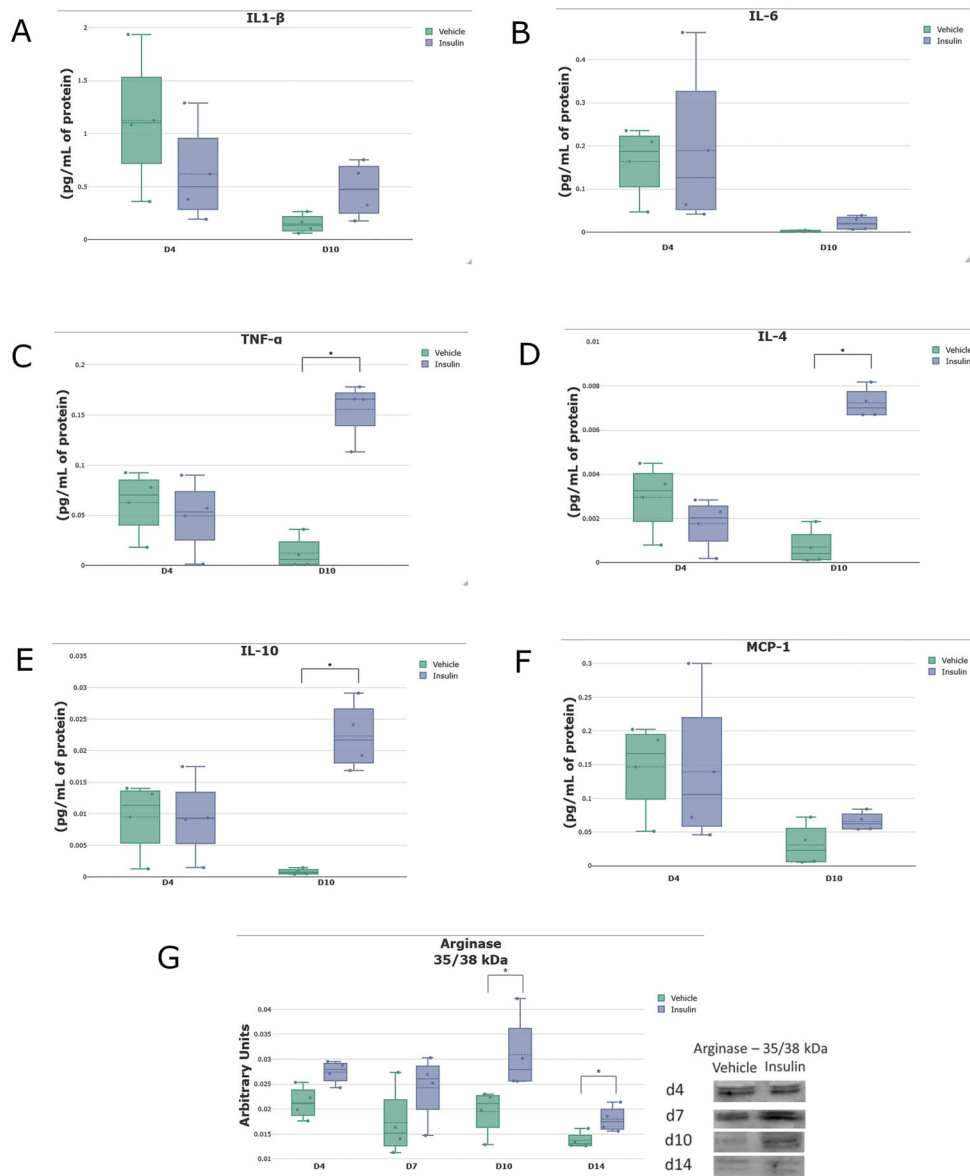 A
IL1-β
Vehicle
Insulin
(pg/mL of protein)
2
1.5
1
0.5
0
D4
D10
B
IL-6
Vehicle
Insulin
(pg/mL of protein)
0.4
0.3
0.2
0.1
0
D4
D10
C
TNF-α
Vehicle
Insulin
(pg/mL of protein)
0.2
0.15
0.1
0.05
0
*
D4
D10
D
IL-4
Vehicle
Insulin
(pg/mL of protein)
0.01
0.008
0.006
0.004
0.002
0
*
D4
D10
E
IL-10
Vehicle
Insulin
(pg/mL of protein)
0.035
0.03
0.025
0.02
0.015
0.01
0.005
0
*
D4
D10
F
MCP-1
Vehicle
Insulin
(pg/mL of protein)
0.3
0.25
0.2
0.15
0.1
0.05
0
D4
D10
G
Arginase
35/38 kDa
Vehicle
Insulin
Arbitrary Units
0.04
0.035
0.03
0.025
0.02
0.015
0.01
*
*
D4
D7
D10
D14
Arginase – 35/38 kDa
Vehicle Insulin
d4
d7
d10
d14